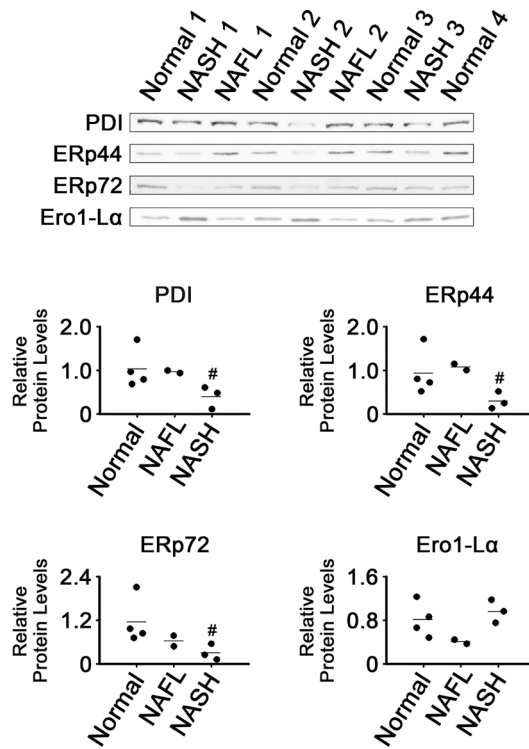 Normal 1 NASH 1 NAFL 1 Normal 2 NASH 2 NAFL 2 Normal 3 NASH 3 Normal 4
PDI
ERp44
ERp72
Ero1-Lα
PDI
Relative
Protein Levels
2.0
1.0
0
#
Normal NAFL NASH
ERp44
Relative
Protein Levels
2.0
1.0
0
#
Normal NAFL NASH
ERp72
Relative
Protein Levels
2.4
1.2
0
#
Normal NAFL NASH
Ero1-Lα
Relative
Protein Levels
1.6
0.8
0
Normal NAFL NASH